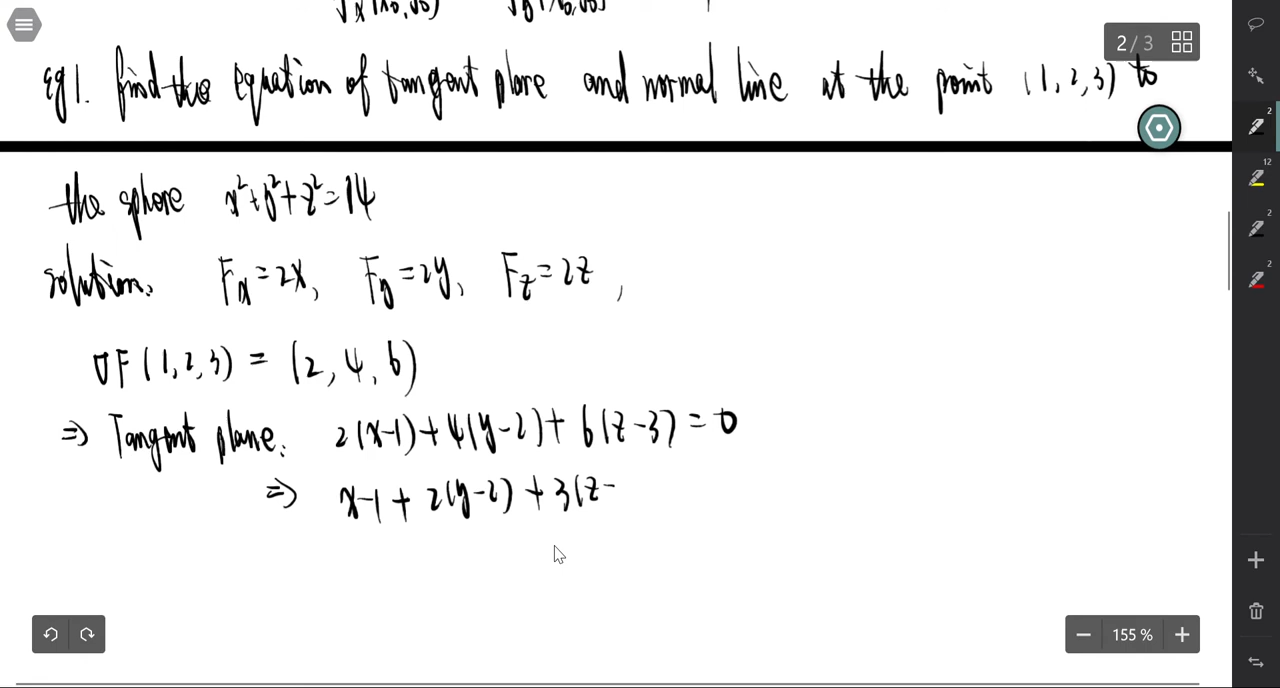 2 / 3
eg 1. find the equation of tangent plane and normal line at the point (1, 2, 3) to
the sphere x²+y²+z²=14
solution. Fx=2x, Fy=2y, Fz=2z,
∇F(1,2,3) = (2, 4, 6)
⇒ Tangent plane: 2(x-1)+4(y-2)+6(z-3)=0
⇒ x-1+2(y-2)+3(z-
155 %